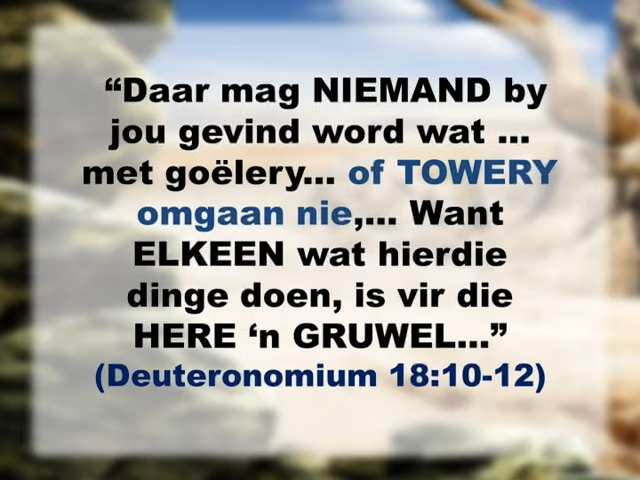 “Daar mag NIEMAND by
jou gevind word wat ...
met goëlery... of TOWERY
omgaan nie,... Want
ELKEEN wat hierdie
dinge doen, is vir die
HERE ‘n GRUWEL...”
(Deuteronomium 18:10-12)